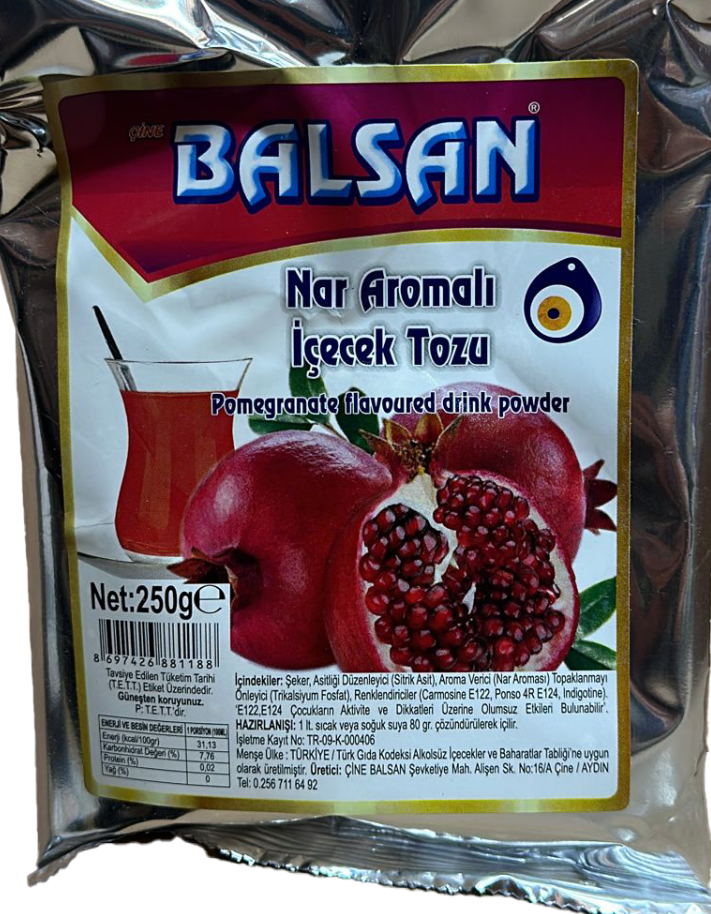 ÇİNE
BALSAN®
Nar Aromalı
İçecek Tozu
Pomegranate flavoured drink powder
Net:250g℮
8 697426 881188
Tavsiye Edilen Tüketim Tarihi
(T.E.T.T.) Etiket Üzerindedir.
Güneşten koruyunuz.
P: T.E.T.T.'dir.
ENERJİ VE BESİN DEĞERLERİ 1 PORSİYON (100ML)
Enerji (kcal/100gr) 31,13
Karbonhidrat Değeri (%) 7,76
Protein (%) 0,02
Yağ (%) 0
İçindekiler: Şeker, Asitliği Düzenleyici (Sitrik Asit), Aroma Verici (Nar Aroması) Topaklanmayı
Önleyici (Trikalsiyum Fosfat), Renklendiriciler (Carmosine E122, Ponso 4R E124, Indigotine).
'E122,E124 Çocukların Aktivite ve Dikkatleri Üzerine Olumsuz Etkileri Bulunabilir'.
HAZIRLANIŞI: 1 lt. sıcak veya soğuk suya 80 gr. çözündürülerek içilir.
İşletme Kayıt No: TR-09-K-000406
Menşe Ülke : TÜRKİYE / Türk Gıda Kodeksi Alkolsüz İçecekler ve Baharatlar Tabliği'ne uygun
olarak üretilmiştir. Üretici: ÇİNE BALSAN Şevketiye Mah. Alişen Sk. No:16/A Çine / AYDIN
Tel: 0.256 711 64 92